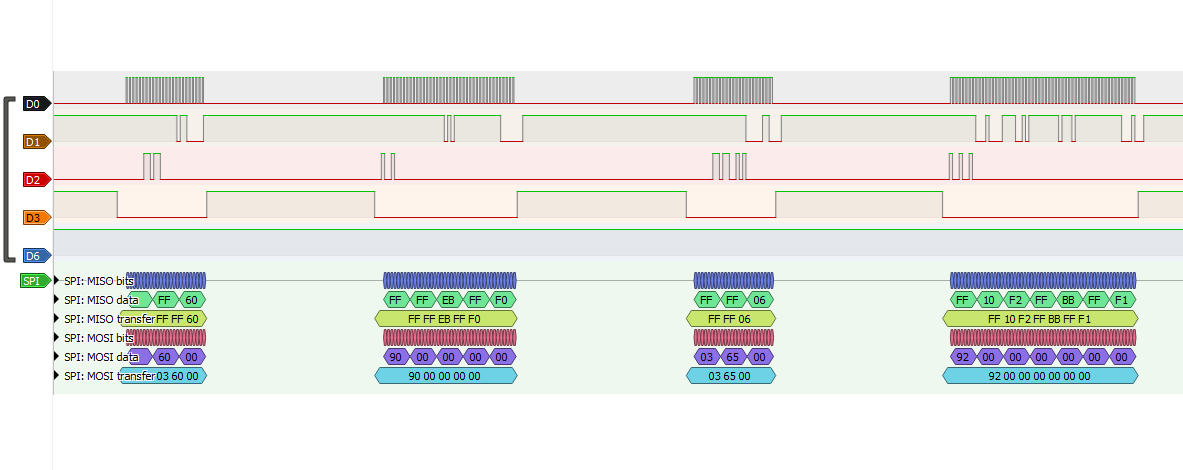 D0
D1
D2
D3
D6
SPI SPI: MISO bits
SPI: MISO data FF 60 FF FF EB FF F0 FF FF 06 FF 10 F2 FF BB FF F1
SPI: MISO transfer FF FF 60 FF FF EB FF F0 FF FF 06 FF 10 F2 FF BB FF F1
SPI: MOSI bits
SPI: MOSI data 60 00 90 00 00 00 00 03 65 00 92 00 00 00 00 00 00
SPI: MOSI transfer 03 60 00 90 00 00 00 00 03 65 00 92 00 00 00 00 00 00